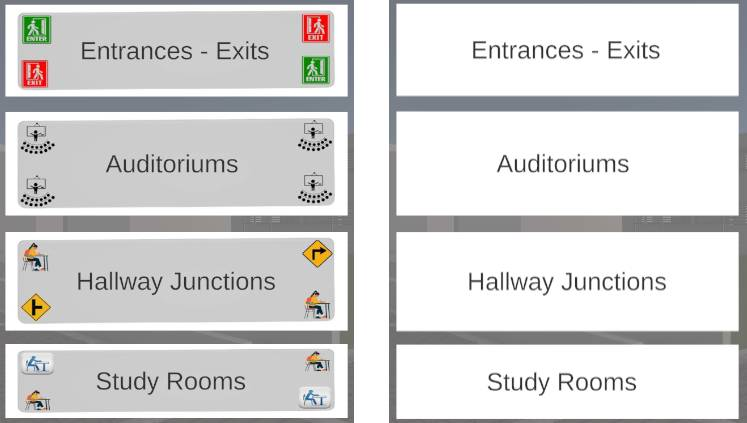 ENTER
EXIT
Entrances - Exits
EXIT
ENTER
Auditoriums
Hallway Junctions
Study Rooms
Entrances - Exits
Auditoriums
Hallway Junctions
Study Rooms